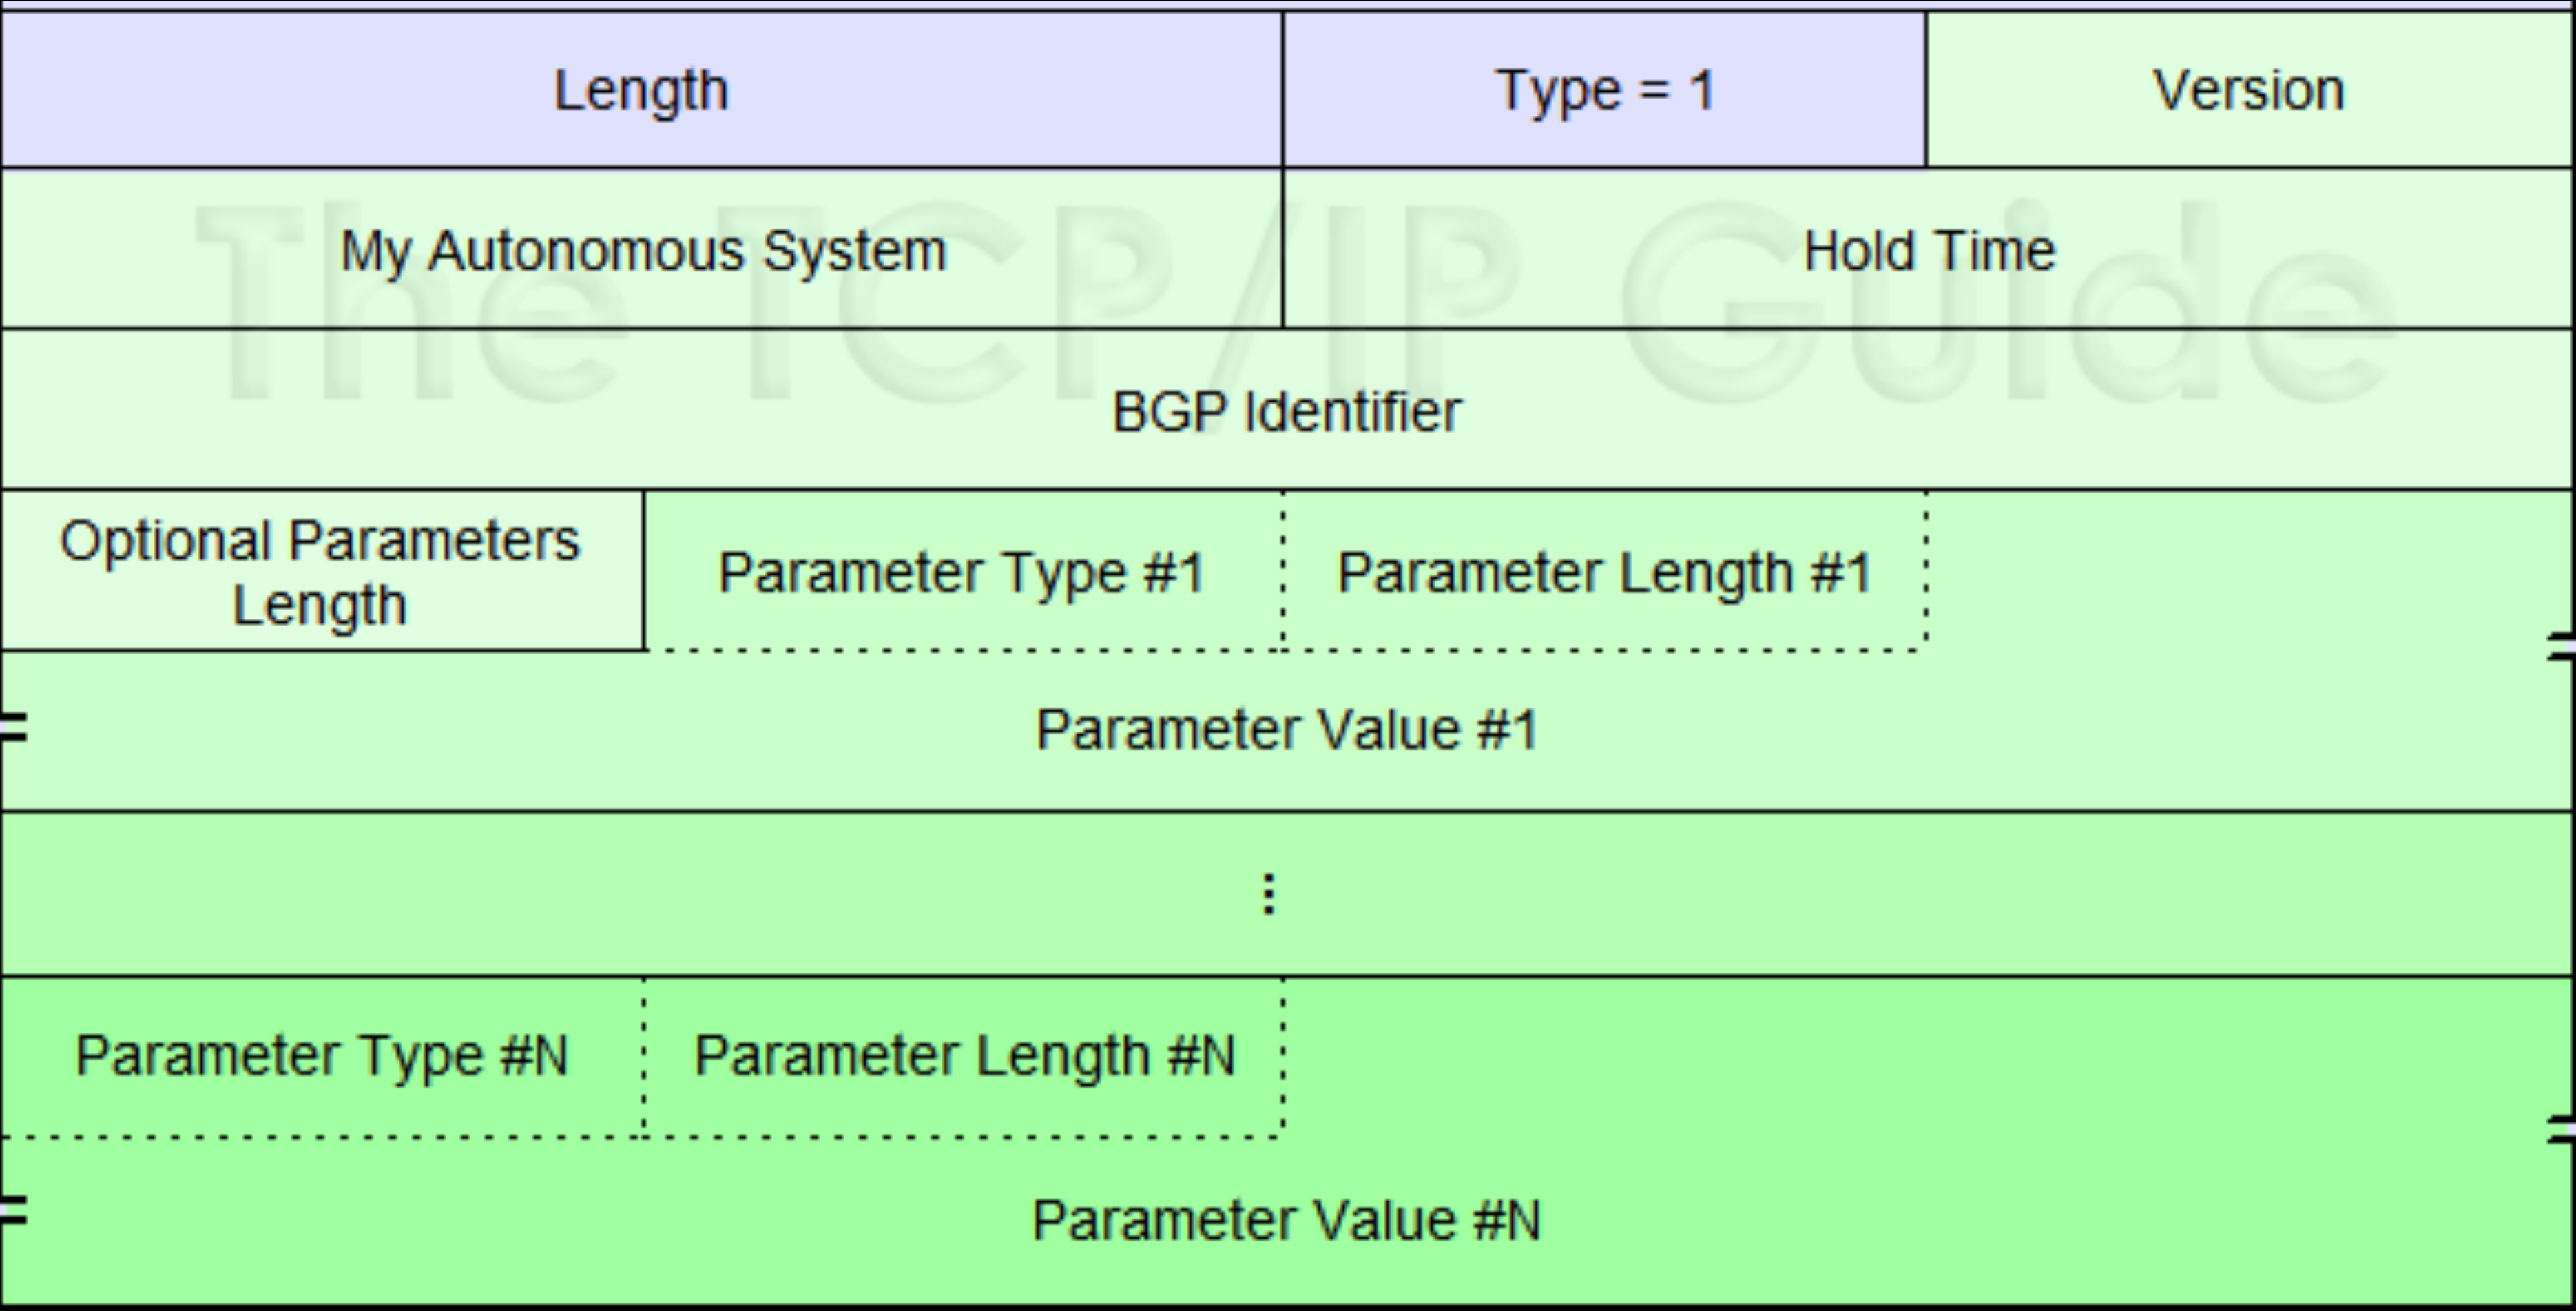 Length
Type = 1
Version
The TCP/IP Guide
My Autonomous System
Hold Time
BGP Identifier
Optional Parameters
Length
Parameter Type #1
Parameter Length #1
Parameter Value #1
⋮
Parameter Type #N
Parameter Length #N
Parameter Value #N